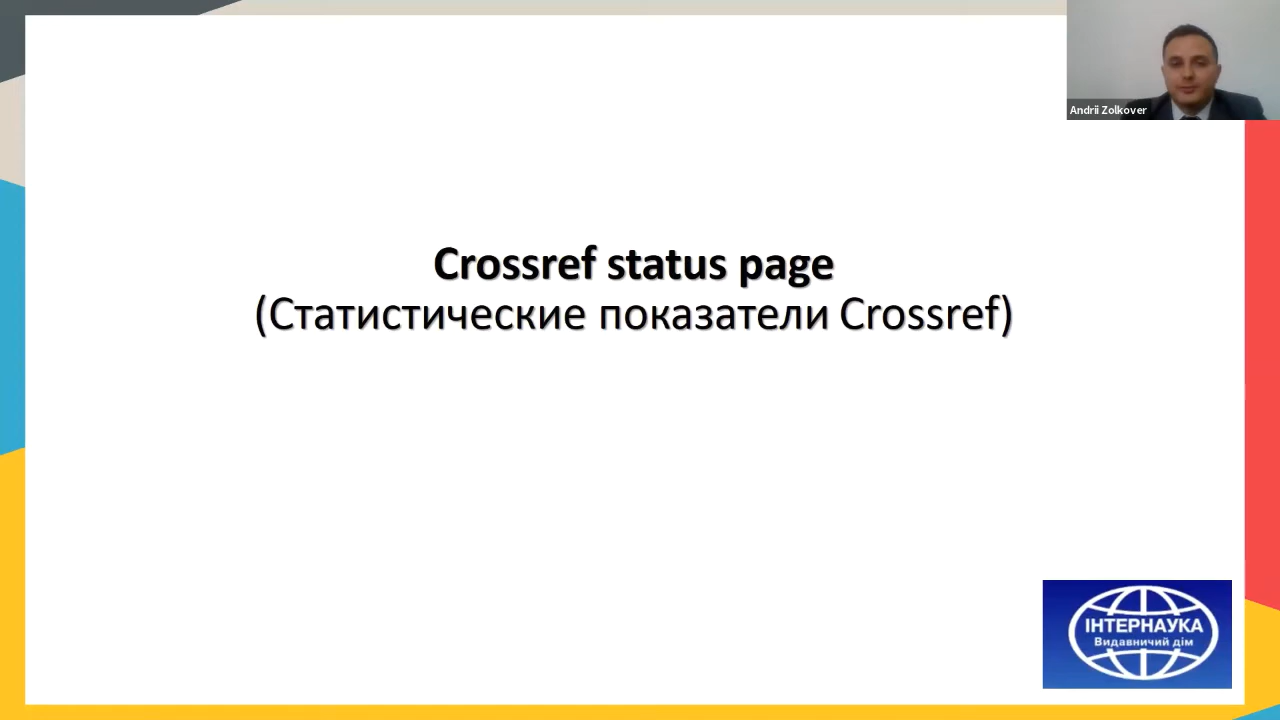 Andrii Zolkover
Crossref status page
(Статистические показатели Crossref)
ІНТЕРНАУКА
Видавничий дім